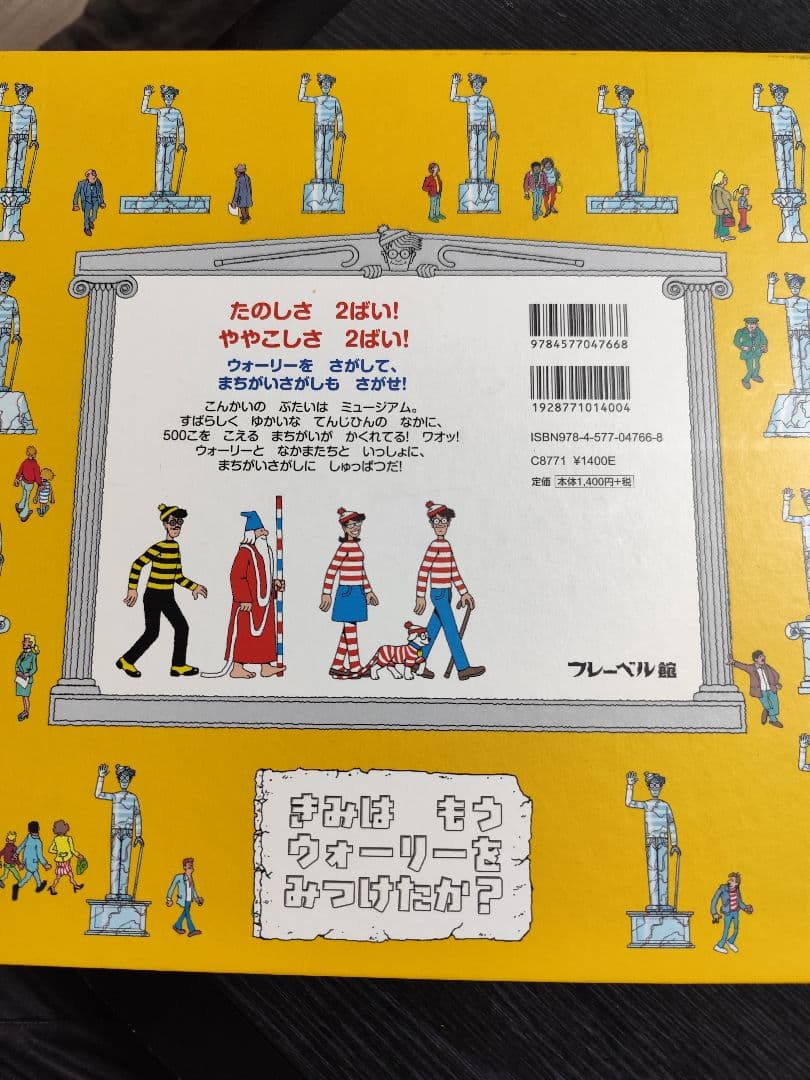 たのしさ　2ばい!
ややこしさ　2ばい!
ウォーリーを　さがして、
まちがいさがしも　さがせ!
こんかいの　ぶたいは　ミュージアム。
すばらしく　ゆかいな　てんじひんの　なかに、
500こを　こえる　まちがいが　かくれてる!　ワオッ!
ウォーリーと　なかまたちと　いっしょに、
まちがいさがしに　しゅっぱつだ!
9784577047668
1928771014004
ISBN978-4-577-04766-8
C8771 ¥1400E
定価 本体1,400円+税
フレーベル館
きみは　もう
ウォーリーを
みつけたか?